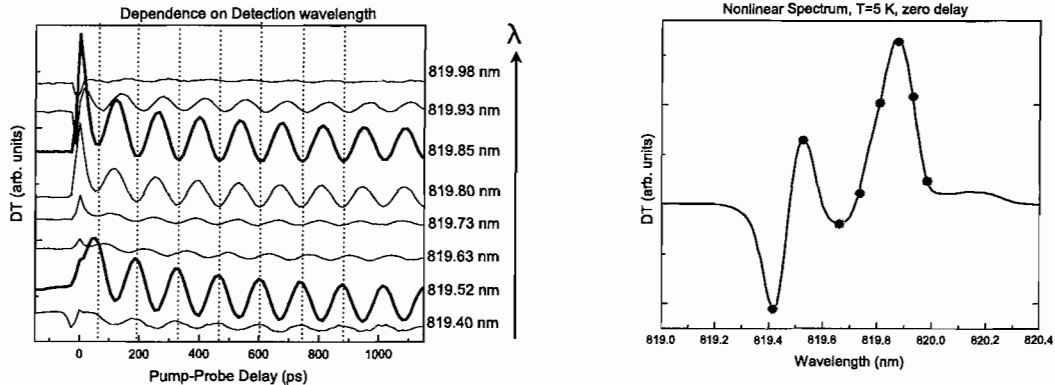 Dependence on Detection wavelength
DT (arb. units)
λ
819.98 nm
819.93 nm
819.85 nm
819.80 nm
819.73 nm
819.63 nm
819.52 nm
819.40 nm
0 200 400 600 800 1000
Pump-Probe Delay (ps)
Nonlinear Spectrum, T=5 K, zero delay
DT (arb. units)
819.0 819.2 819.4 819.6 819.8 820.0 820.2 820.4
Wavelength (nm)